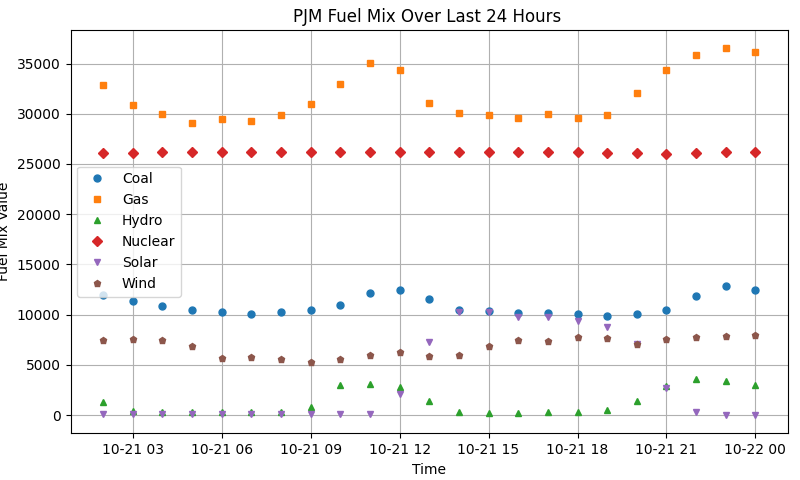 PJM Fuel Mix Over Last 24 Hours
35000
30000
25000
20000
15000
10000
5000
0
Fuel Mix Value
Coal
Gas
Hydro
Nuclear
Solar
Wind
10-21 03
10-21 06
10-21 09
10-21 12
10-21 15
10-21 18
10-21 21
10-22 00
Time